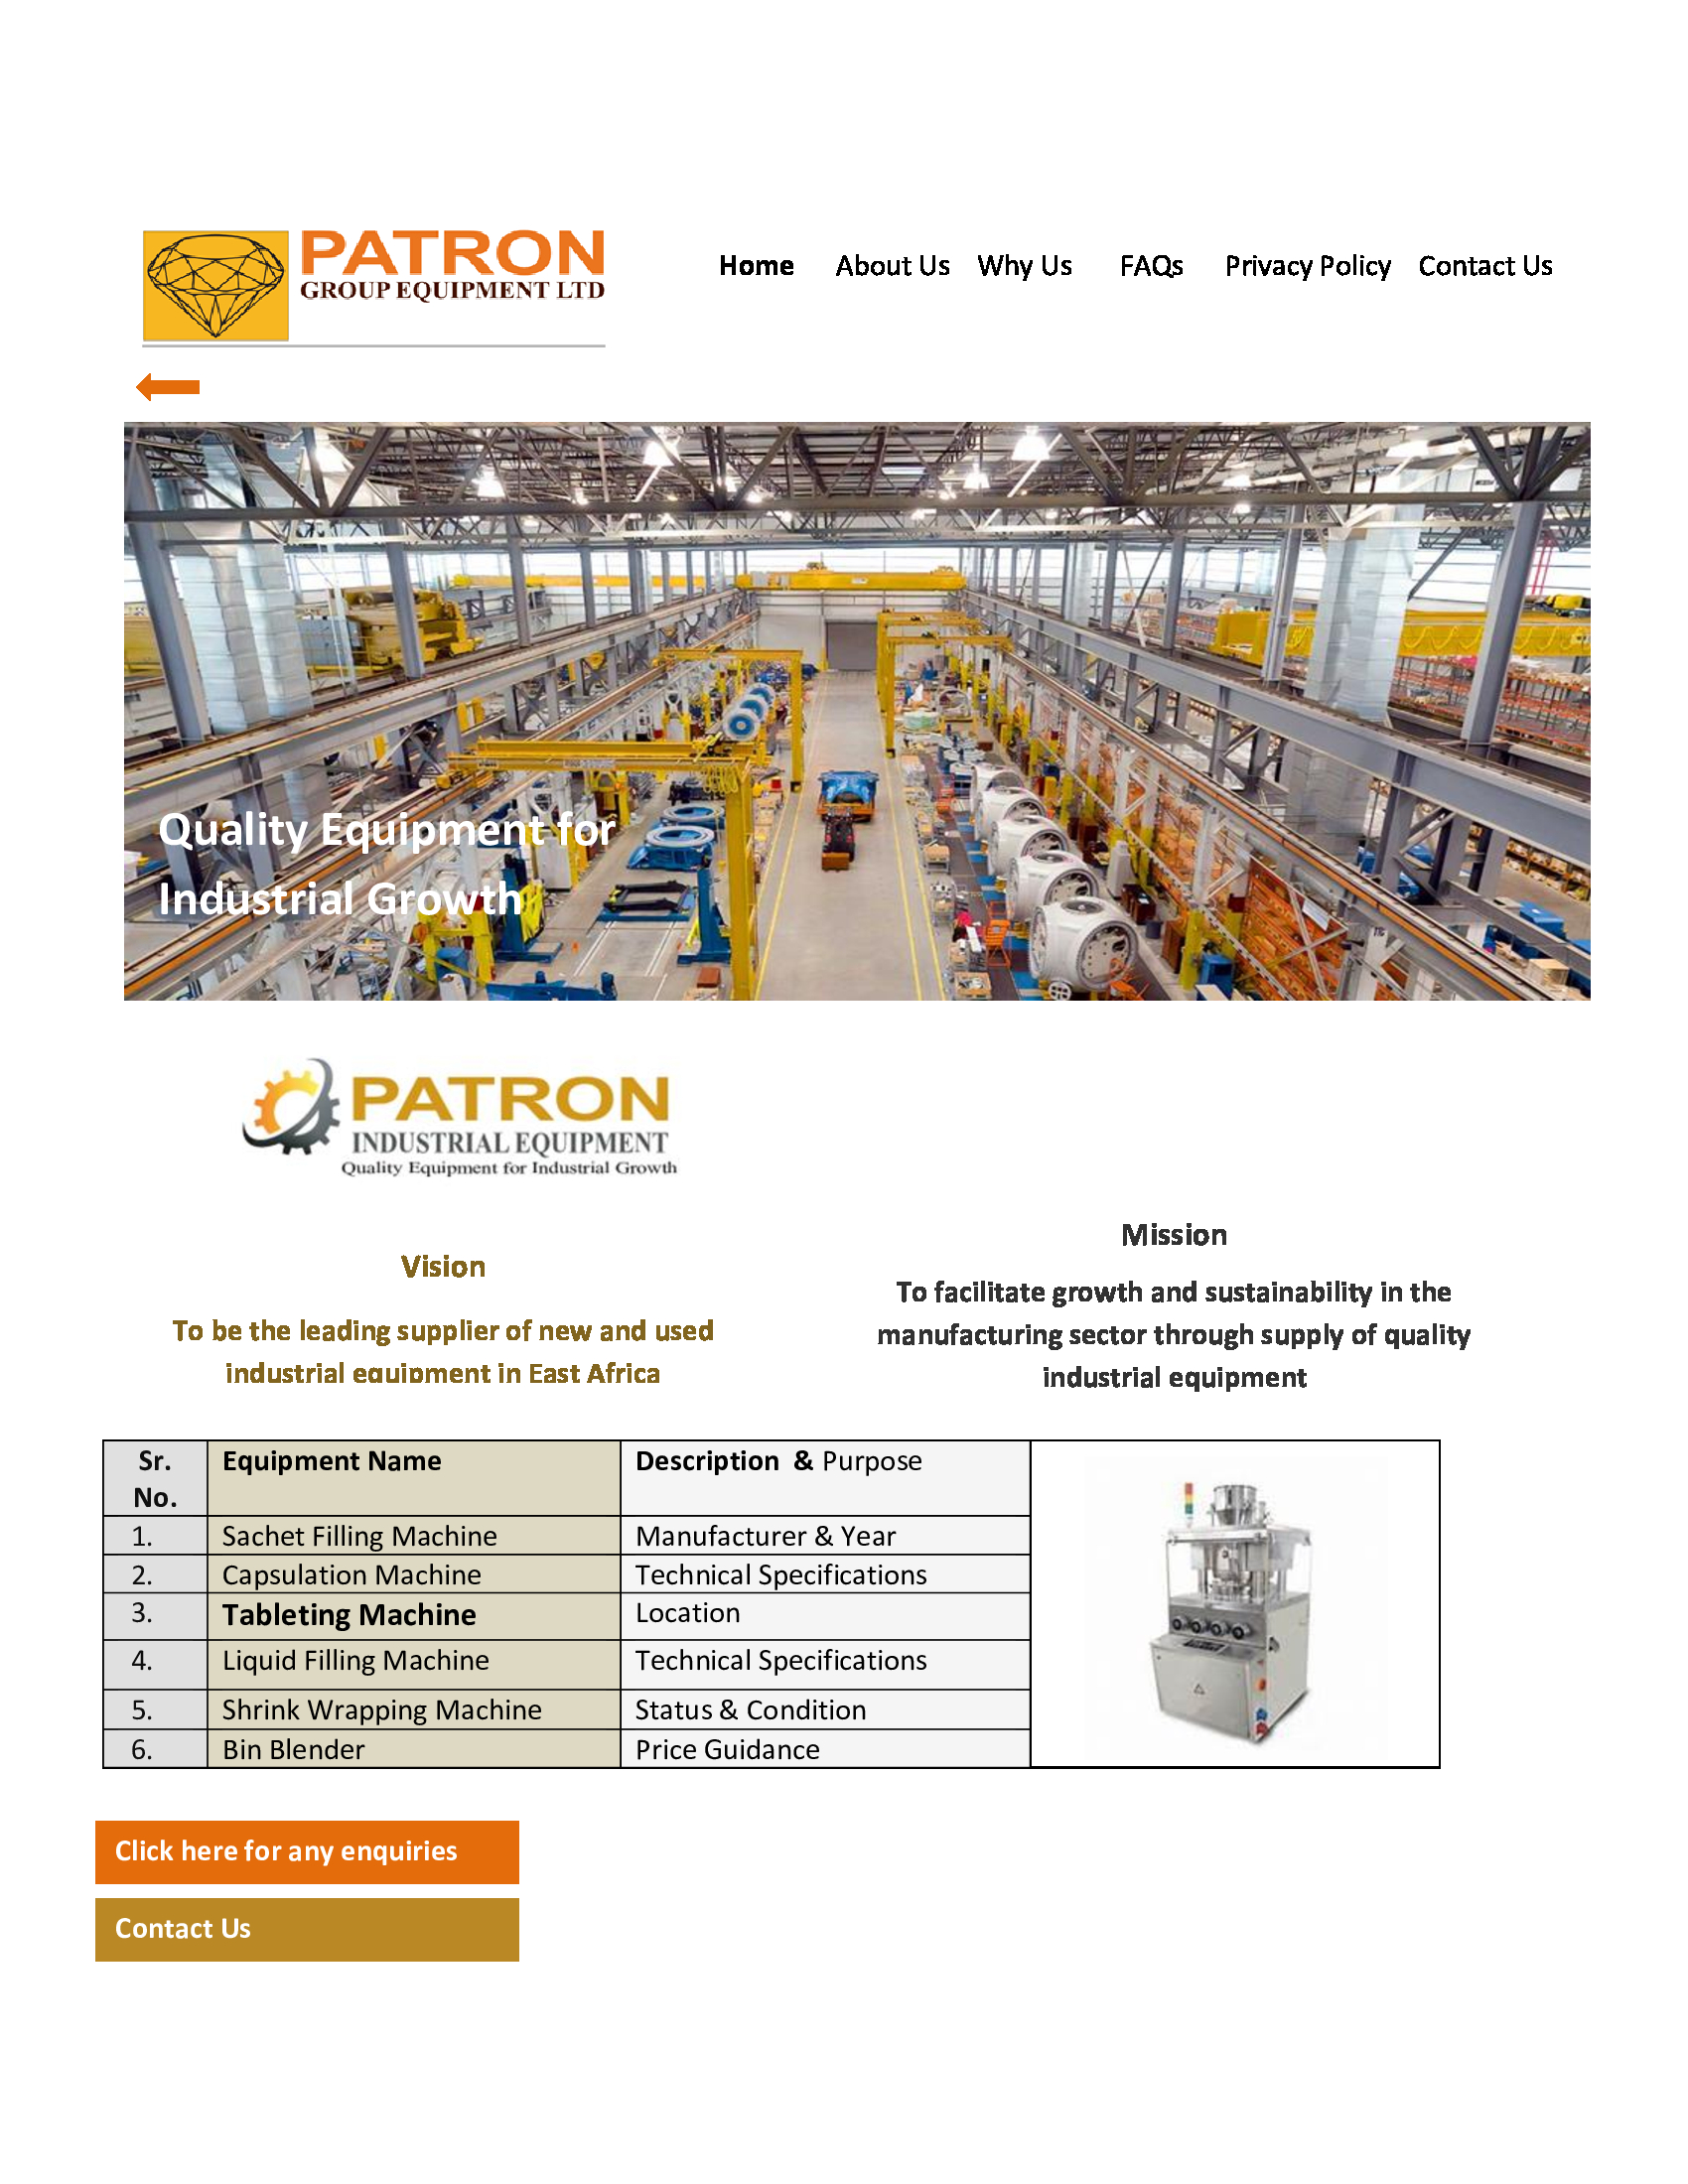 PATRON
GROUP EQUIPMENT LTD
Home About Us Why Us FAQs Privacy Policy Contact Us
Quality Equipment for
Industrial Growth
PATRON
INDUSTRIAL EQUIPMENT
Quality Equipment for Industrial Growth
Vision
To be the leading supplier of new and used
industrial equipment in East Africa
Mission
To facilitate growth and sustainability in the
manufacturing sector through supply of quality
industrial equipment
Sr. No. Equipment Name Description & Purpose
1. Sachet Filling Machine Manufacturer & Year
2. Capsulation Machine Technical Specifications
3. Tableting Machine Location
4. Liquid Filling Machine Technical Specifications
5. Shrink Wrapping Machine Status & Condition
6. Bin Blender Price Guidance
Click here for any enquiries
Contact Us